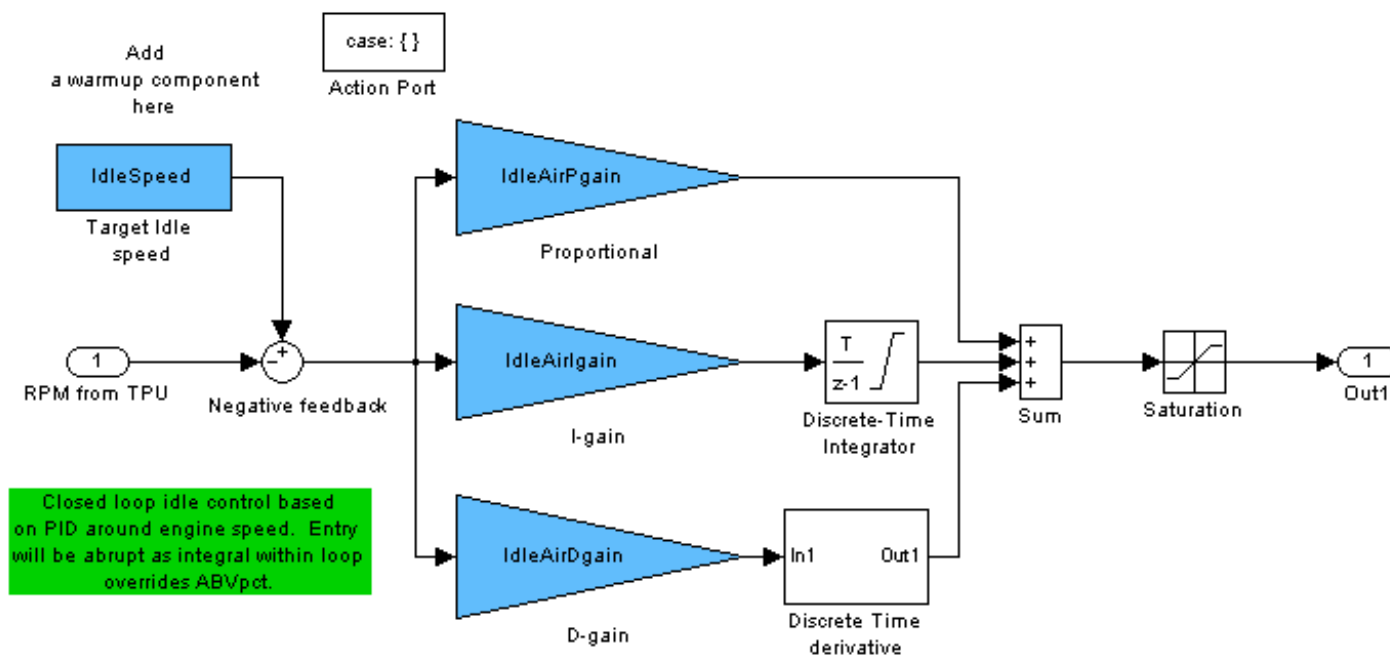 Add
a warmup component
here
case: { }
Action Port
IdleSpeed
Target Idle
speed
IdleAirPgain
Proportional
1
RPM from TPU
+
−
Negative feedback
IdleAirIgain
I-gain
T
z-1
Discrete-Time
Integrator
+
+
+
Sum
Saturation
1
Out1
Closed loop idle control based
on PID around engine speed.  Entry
will be abrupt as integral within loop
overrides ABVpct.
IdleAirDgain
D-gain
In1
Out1
Discrete Time
derivative